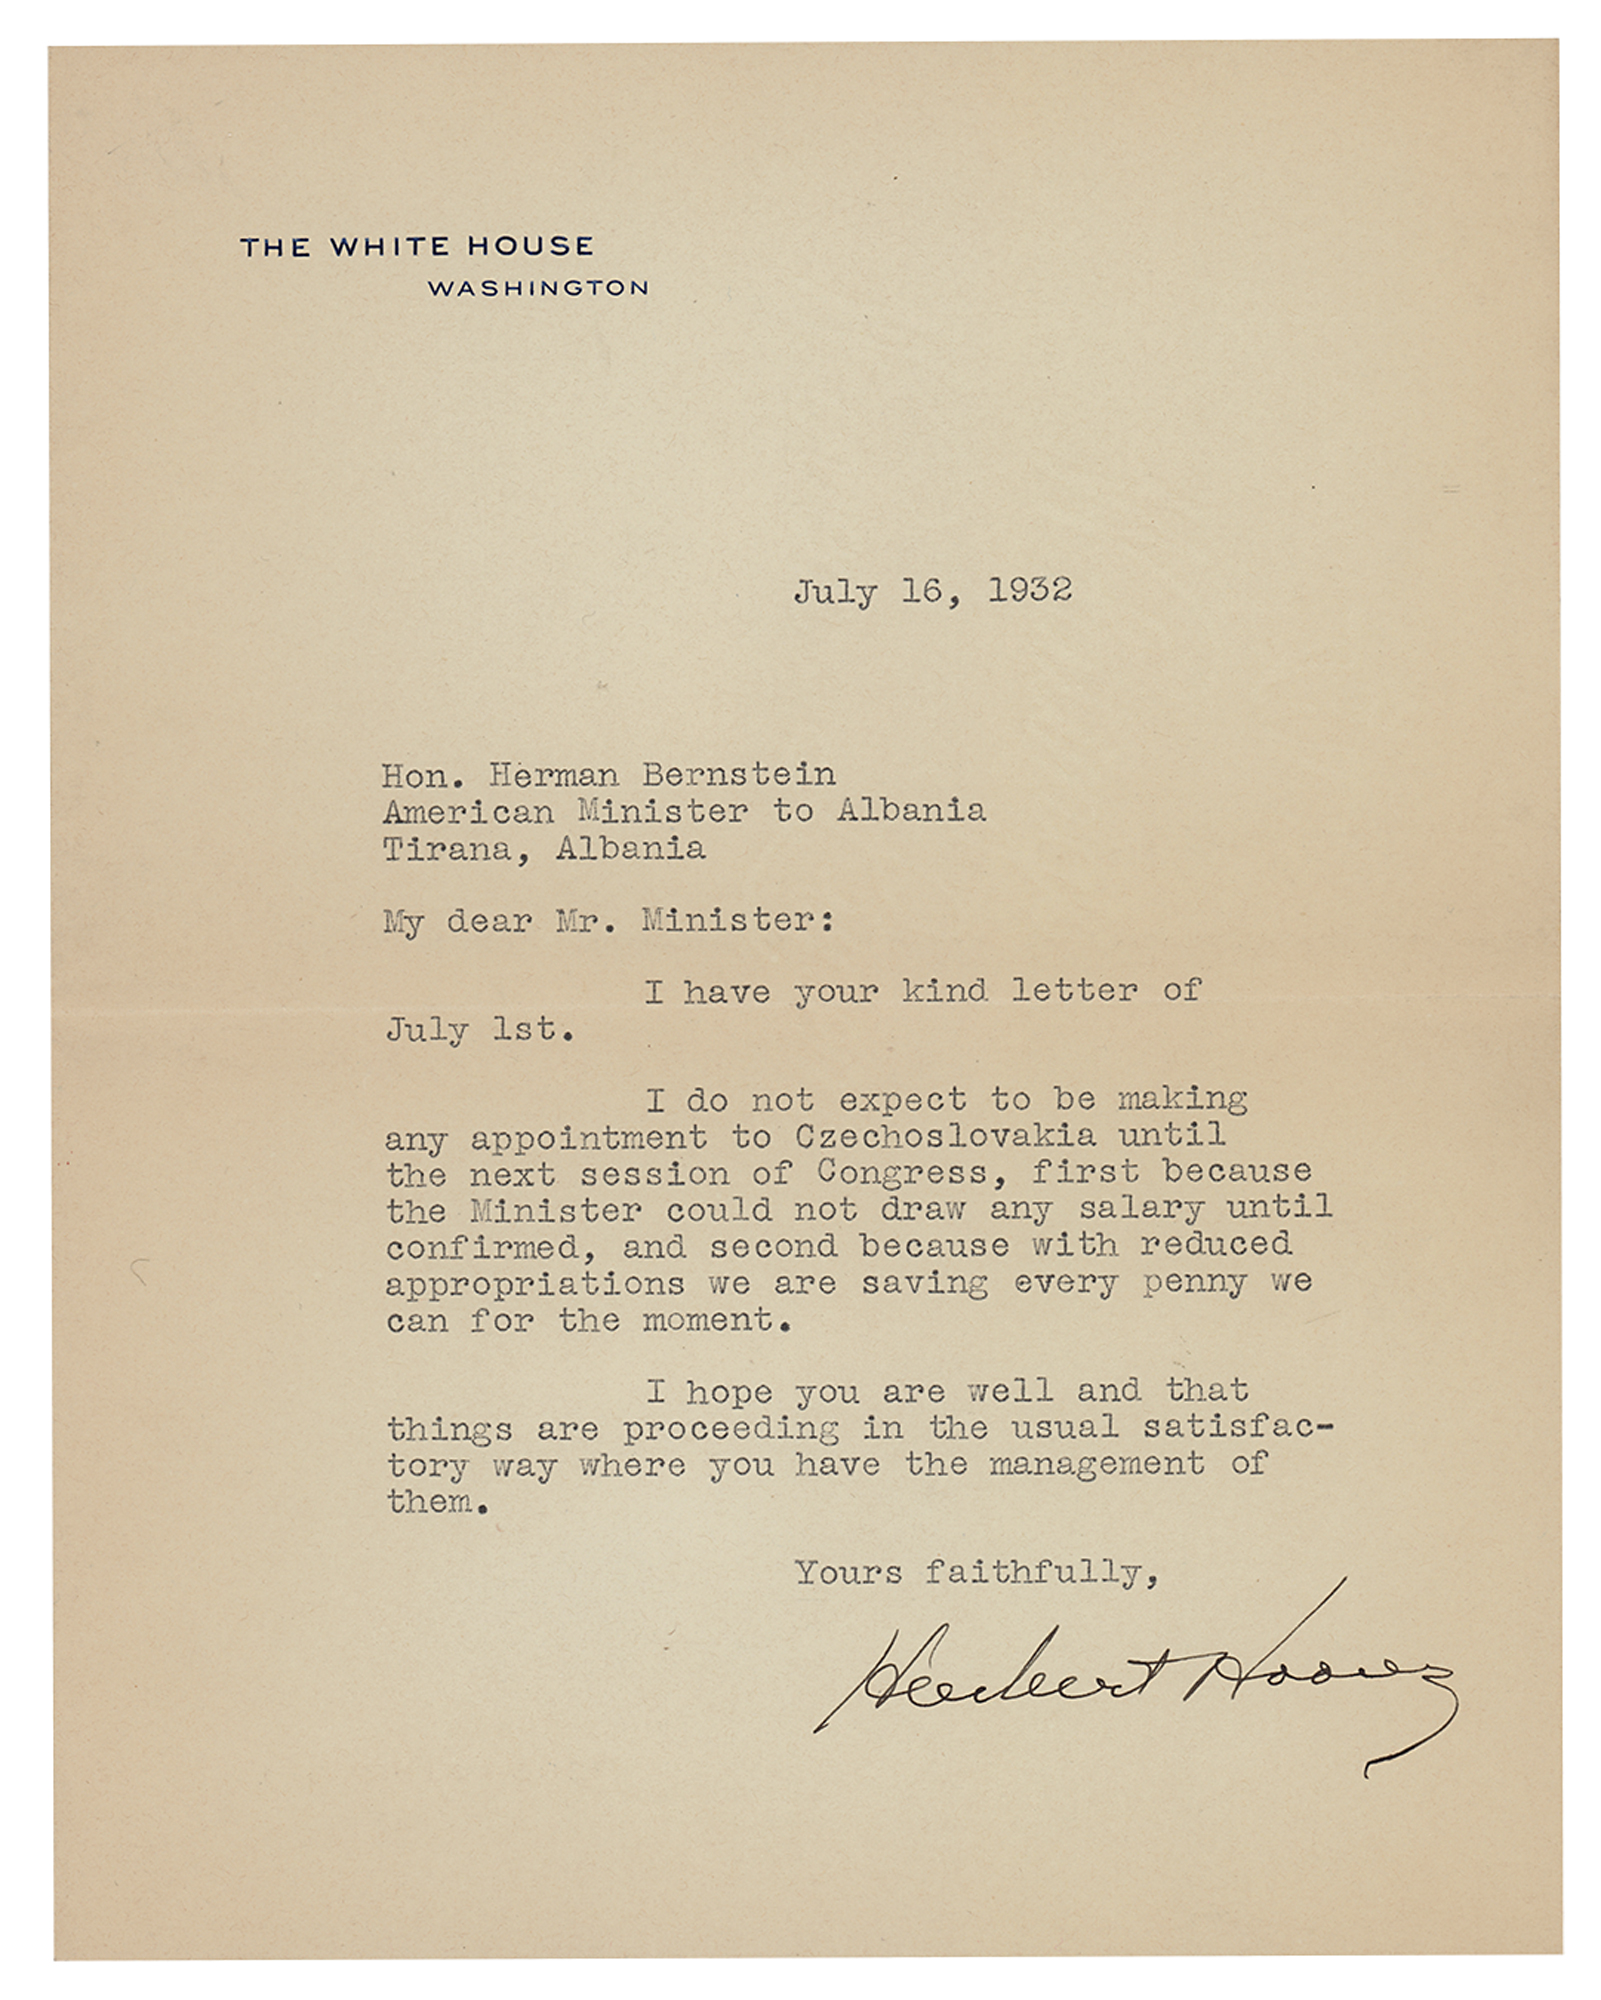 THE WHITE HOUSE
WASHINGTON
July 16, 1932
Hon. Herman Bernstein
American Minister to Albania
Tirana, Albania
My dear Mr. Minister:
I have your kind letter of
July 1st.
I do not expect to be making
any appointment to Czechoslovakia until
the next session of Congress, first because
the Minister could not draw any salary until
confirmed, and second because with reduced
appropriations we are saving every penny we
can for the moment.
I hope you are well and that
things are proceeding in the usual satisfac-
tory way where you have the management of
them.
Yours faithfully,
Herbert Hoover